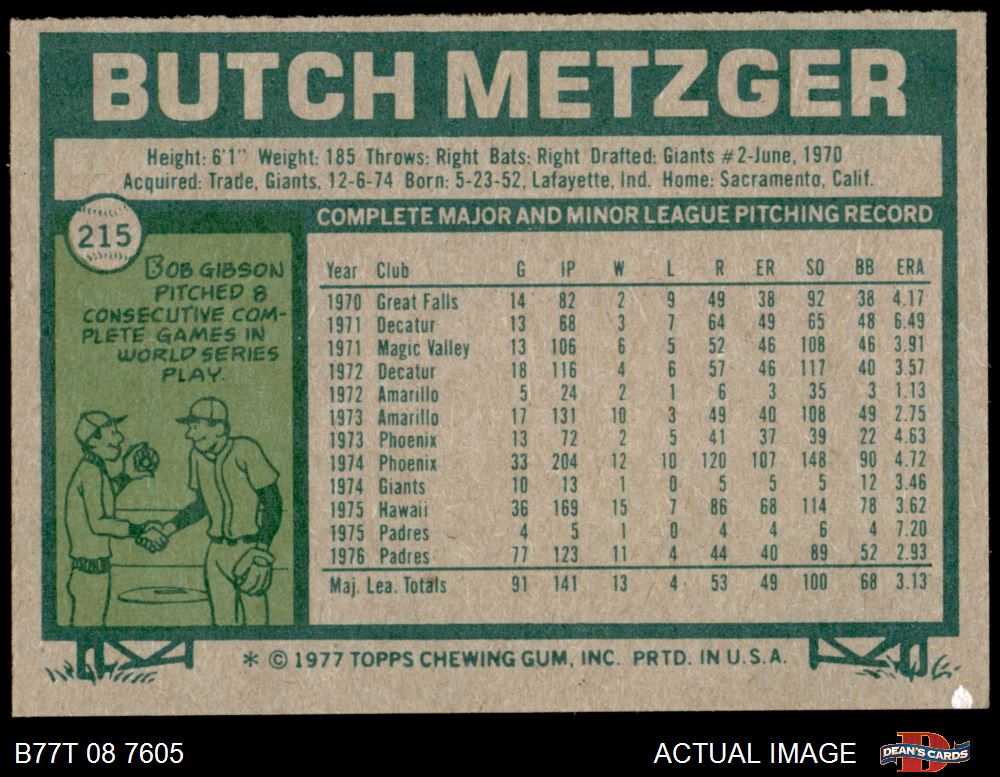 BUTCH METZGER
Height: 6'1" Weight: 185 Throws: Right Bats: Right Drafted: Giants #2-June, 1970
Acquired: Trade, Giants, 12-6-74 Born: 5-23-52, Lafayette, Ind. Home: Sacramento, Calif.
215
BOB GIBSON
PITCHED 8
CONSECUTIVE COM-
PLETE GAMES IN
WORLD SERIES
PLAY.
COMPLETE MAJOR AND MINOR LEAGUE PITCHING RECORD
Year Club G IP W L R ER SO BB ERA
1970 Great Falls 14 82 2 9 49 38 92 38 4.17
1971 Decatur 13 68 3 7 64 49 65 48 6.49
1971 Magic Valley 13 106 6 5 52 46 108 46 3.91
1972 Decatur 18 116 4 6 57 46 117 40 3.57
1972 Amarillo 5 24 2 1 6 3 35 3 1.13
1973 Amarillo 17 131 10 3 49 40 108 49 2.75
1973 Phoenix 13 72 2 5 41 37 39 22 4.63
1974 Phoenix 33 204 12 10 120 107 148 90 4.72
1974 Giants 10 13 1 0 5 5 5 12 3.46
1975 Hawaii 36 169 15 7 86 68 114 78 3.62
1975 Padres 4 5 1 0 4 4 6 4 7.20
1976 Padres 77 123 11 4 44 40 89 52 2.93
Maj. Lea. Totals 91 141 13 4 53 49 100 68 3.13
* © 1977 TOPPS CHEWING GUM, INC. PRTD. IN U.S.A.
B77T 08 7605
ACTUAL IMAGE
DEAN'S CARDS